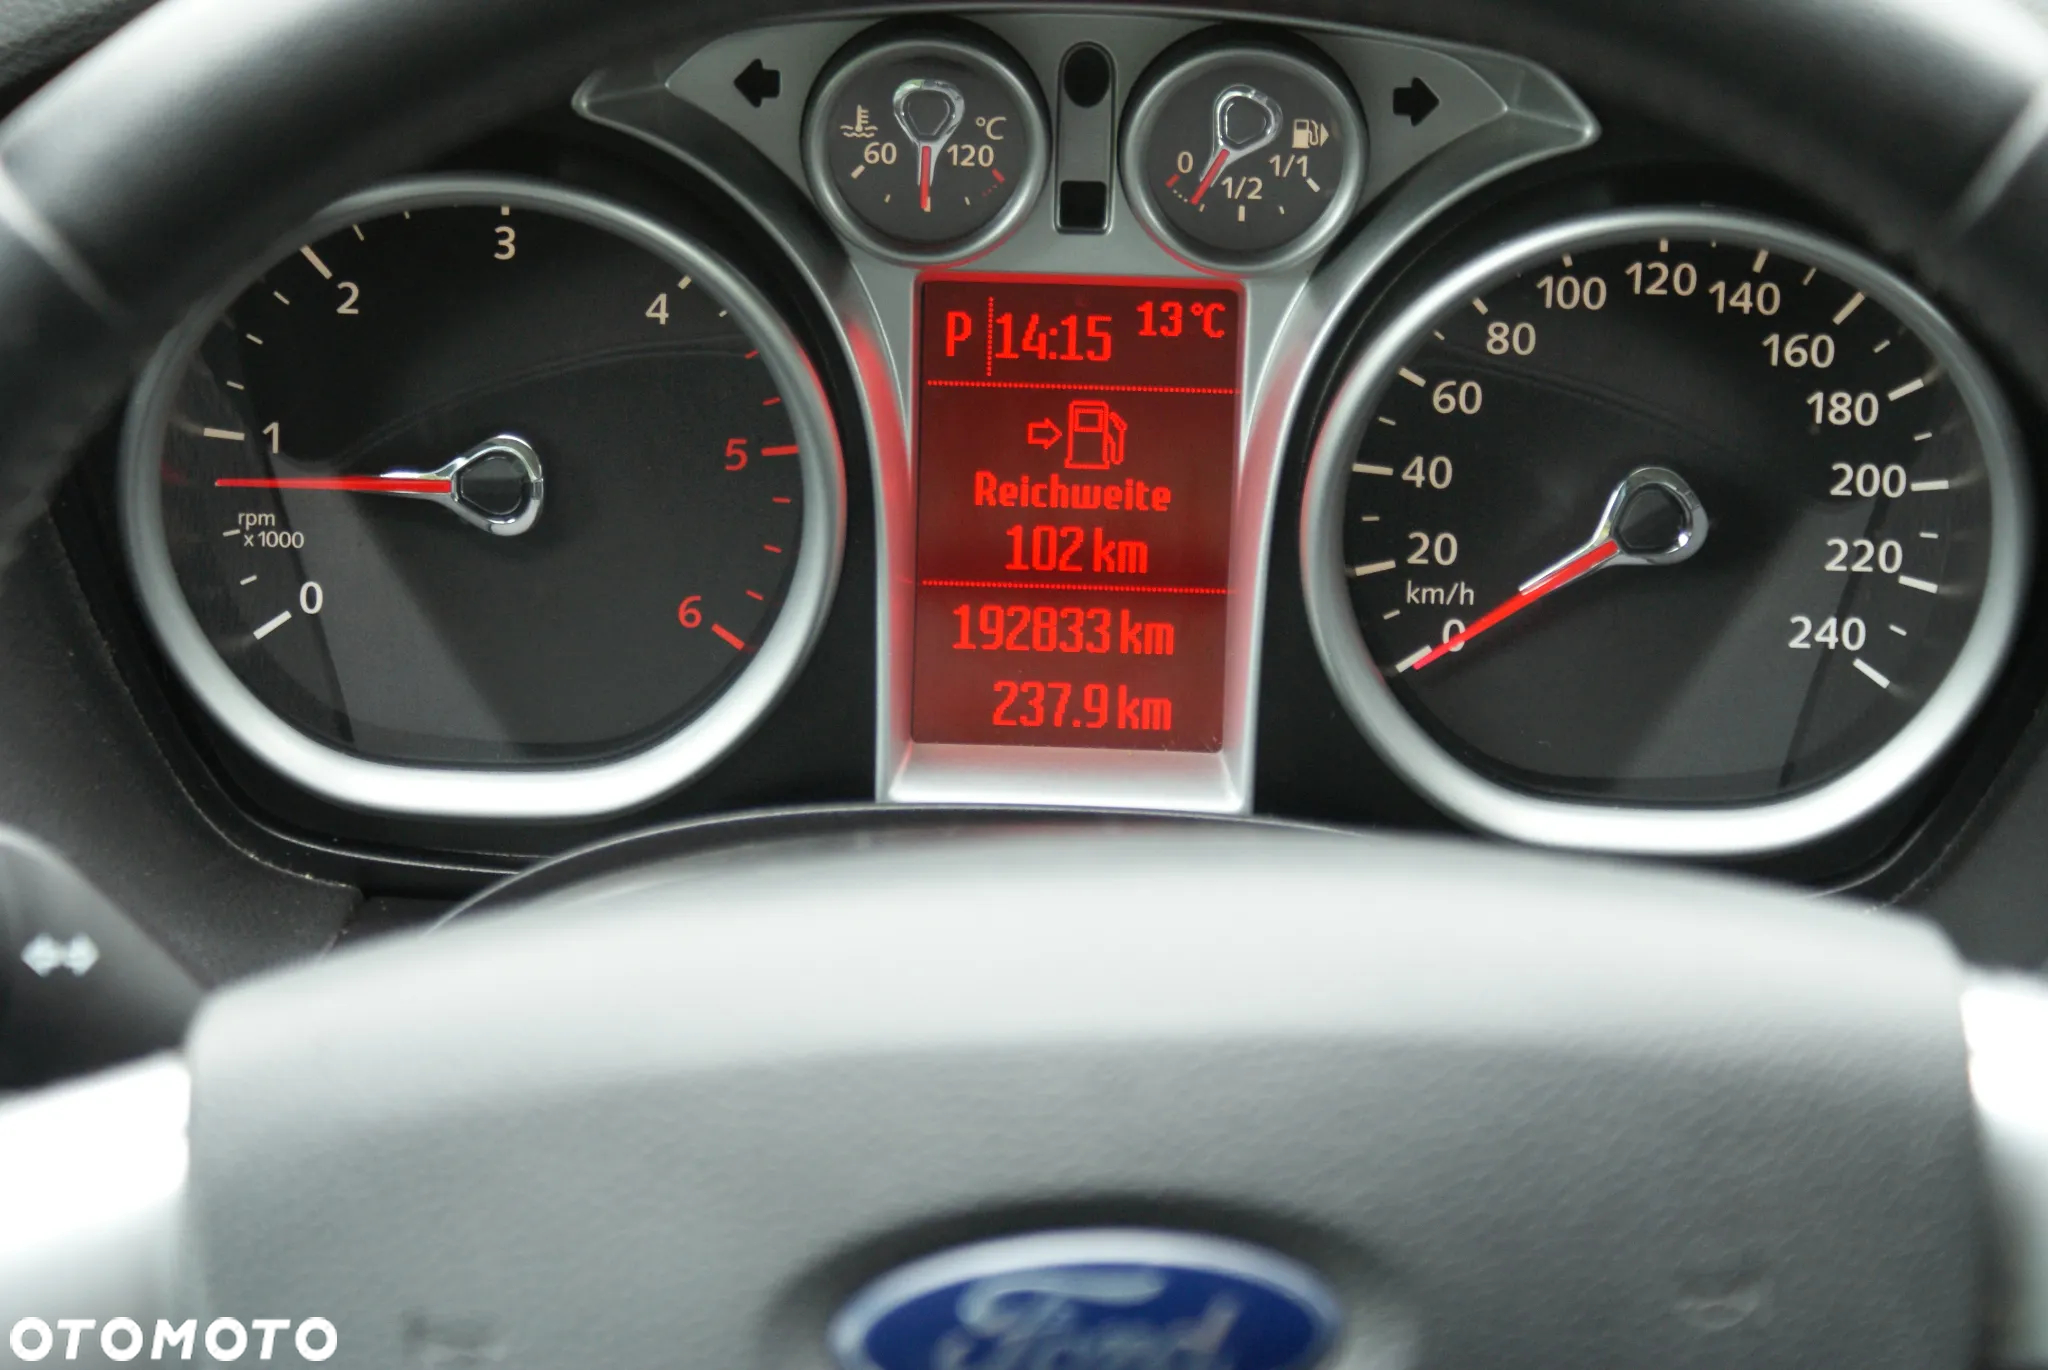 60 120 °C
0 1/2 1/1
0 1 2 3 4 5 6
rpm
x 1000
P 14:15 13°C
Reichweite
102 km
192833 km
237.9 km
0 20 40 60 80 100 120 140 160 180 200 220 240
km/h
Ford
OTOMOTO